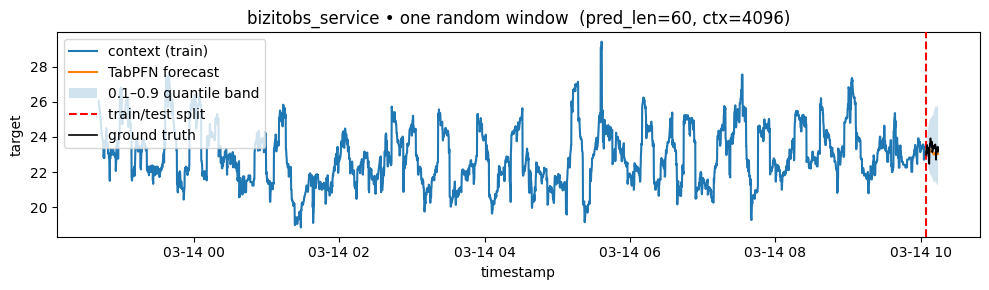 bizitobs_service • one random window  (pred_len=60, ctx=4096)
context (train)
TabPFN forecast
0.1–0.9 quantile band
train/test split
ground truth
target
28
26
24
22
20
03-14 00
03-14 02
03-14 04
03-14 06
03-14 08
03-14 10
timestamp